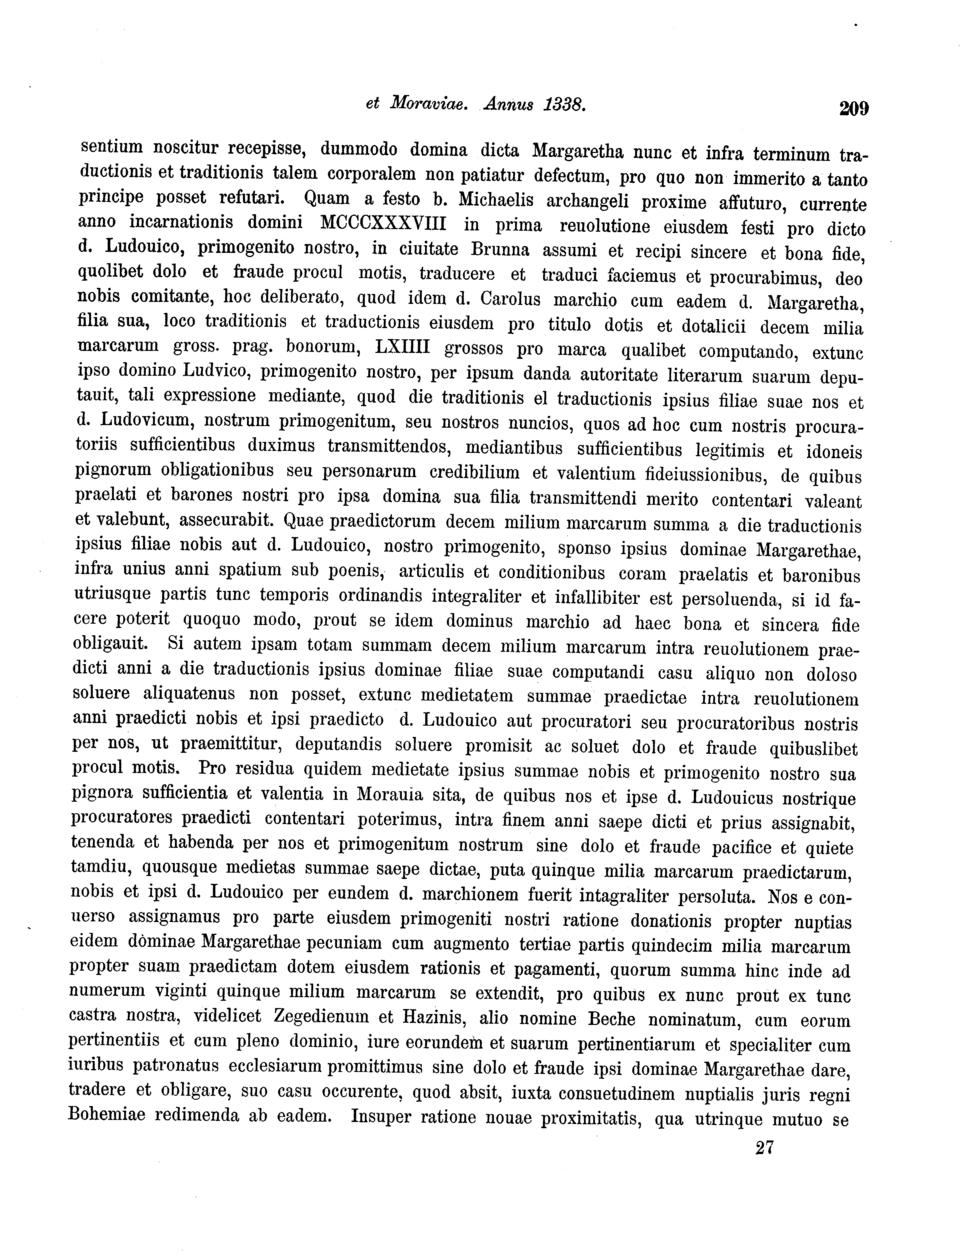 et Moraviae. Annus 1338.
209
sentium noscitur recepisse, dummodo domina dicta Margaretha nunc et infra terminum tra-
ductionis et traditionis talem corporalem non patiatur defectum, pro quo non immerito a tanto
principe posset refutari. Quam a festo b. Michaelis archangeli proxime affuturo, currente
anno incarnationis domini MCCCXXXVIII in prima reuolutione eiusdem festi pro dicto
d. Ludouico, primogenito nostro, in ciuitate Brunna assumi et recipi sincere et bona fide,
quolibet dolo et fraude procul motis, traducere et traduci faciemus et procurabimus, deo
nobis comitante, hoc deliberato, quod idem d. Carolus marchio cum eadem d. Margaretha,
filia sua, loco traditionis et traductionis eiusdem pro titulo dotis et dotalicii decem milia
marcarum gross. prag. bonorum, LXIIII grossos pro marca qualibet computando, extunc
ipso domino Ludvico, primogenito nostro, per ipsum danda autoritate literarum suarum depu-
tauit, tali expressione mediante, quod die traditionis el traductionis ipsius filiae suae nos et
d. Ludovicum, nostrum primogenitum, seu nostros nuncios, quos ad hoc cum nostris procura-
toriis sufficientibus duximus transmittendos, mediantibus sufficientibus legitimis et idoneis
pignorum obligationibus seu personarum credibilium et valentium fideiussionibus, de quibus
praelati et barones nostri pro ipsa domina sua filia transmittendi merito contentari valeant
et valebunt, assecurabit. Quae praedictorum decem milium marcarum summa a die traductionis
ipsius filiae nobis aut d. Ludouico, nostro primogenito, sponso ipsius dominae Margarethae,
infra unius anni spatium sub poenis, articulis et conditionibus coram praelatis et baronibus
utriusque partis tunc temporis ordinandis integraliter et infallibiter est persoluenda, si id fa-
cere poterit quoquo modo, prout se idem dominus marchio ad haec bona et sincera fide
obligauit. Si autem ipsam totam summam decem milium marcarum intra reuolutionem prae-
dicti anni a die traductionis ipsius dominae filiae suae computandi casu aliquo non doloso
soluere aliquatenus non posset, extunc medietatem summae praedictae intra reuolutionem
anni praedicti nobis et ipsi praedicto d. Ludouico aut procuratori seu procuratoribus nostris
per nos, ut praemittitur, deputandis soluere promisit ac soluet dolo et fraude quibuslibet
procul motis. Pro residua quidem medietate ipsius summae nobis et primogenito nostro sua
pignora sufficientia et valentia in Morauia sita, de quibus nos et ipse d. Ludouicus nostrique
procuratores praedicti contentari poterimus, intra finem anni saepe dicti et prius assignabit,
tenenda et habenda per nos et primogenitum nostrum sine dolo et fraude pacifice et quiete
tamdiu, quousque medietas summae saepe dictae, puta quinque milia marcarum praedictarum,
nobis et ipsi d. Ludouico per eundem d. marchionem fuerit intagraliter persoluta. Nos e con-
uerso assignamus pro parte eiusdem primogeniti nostri ratione donationis propter nuptias
eidem dominae Margarethae pecuniam cum augmento tertiae partis quindecim milia marcarum
propter suam praedictam dotem eiusdem rationis et pagamenti, quorum summa hinc inde ad
numerum viginti quinque milium marcarum se extendit, pro quibus ex nunc prout ex tunc
castra nostra, videlicet Zegedienum et Hazinis, alio nomine Beche nominatum, cum eorum
pertinentiis et cum pleno dominio, iure eorundem et suarum pertinentiarum et specialiter cum
iuribus patronatus ecclesiarum promittimus sine dolo et fraude ipsi dominae Margarethae dare,
tradere et obligare, suo casu occurente, quod absit, iuxta consuetudinem nuptialis juris regni
Bohemiae redimenda ab eadem. Insuper ratione nouae proximitatis, qua utrinque mutuo se
27